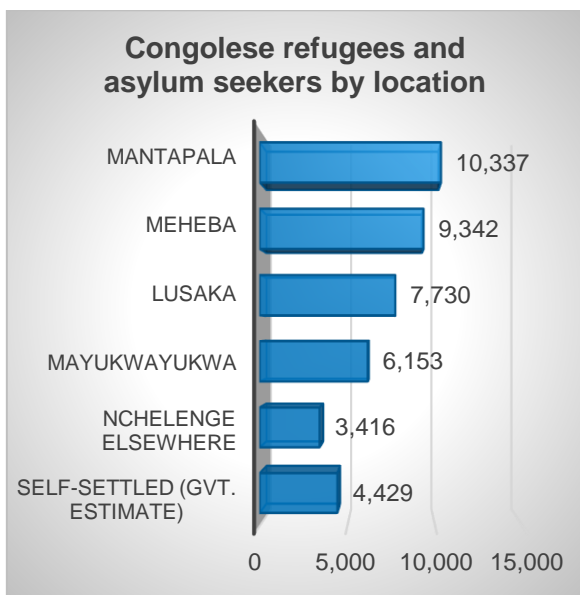 Congolese refugees and
asylum seekers by location
MANTAPALA
10,337
MEHEBA
9,342
LUSAKA
7,730
MAYUKWAYUKWA
6,153
NCHELENGE
ELSEWHERE
3,416
SELF-SETTLED (GVT.
ESTIMATE)
4,429
0 5,000 10,000 15,000